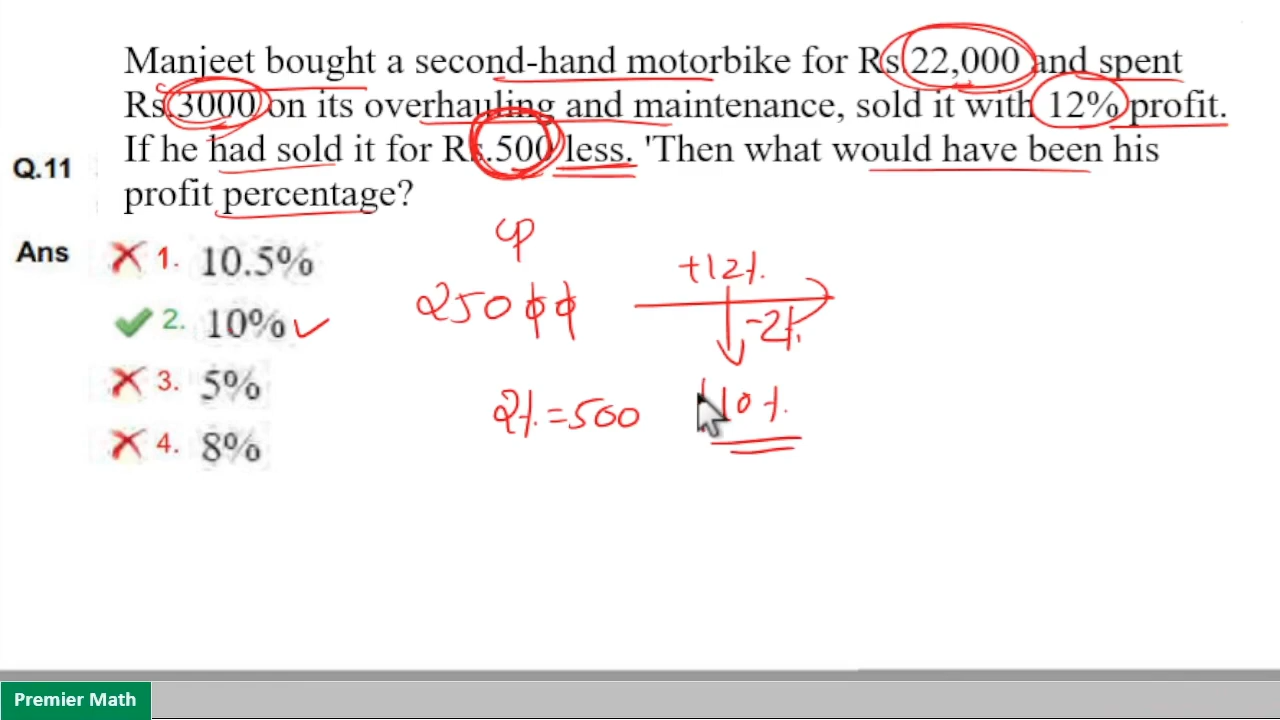 Manjeet bought a second-hand motorbike for Rs 22,000 and spent
Rs.3000 on its overhauling and maintenance, sold it with 12% profit.
If he had sold it for Rs.500 less. 'Then what would have been his
Q.11
profit percentage?
Ans
1. 10.5%
2. 10%
3. 5%
4. 8%
CP
25000
+12%
-2%
2% = 500
+10%
Premier Math